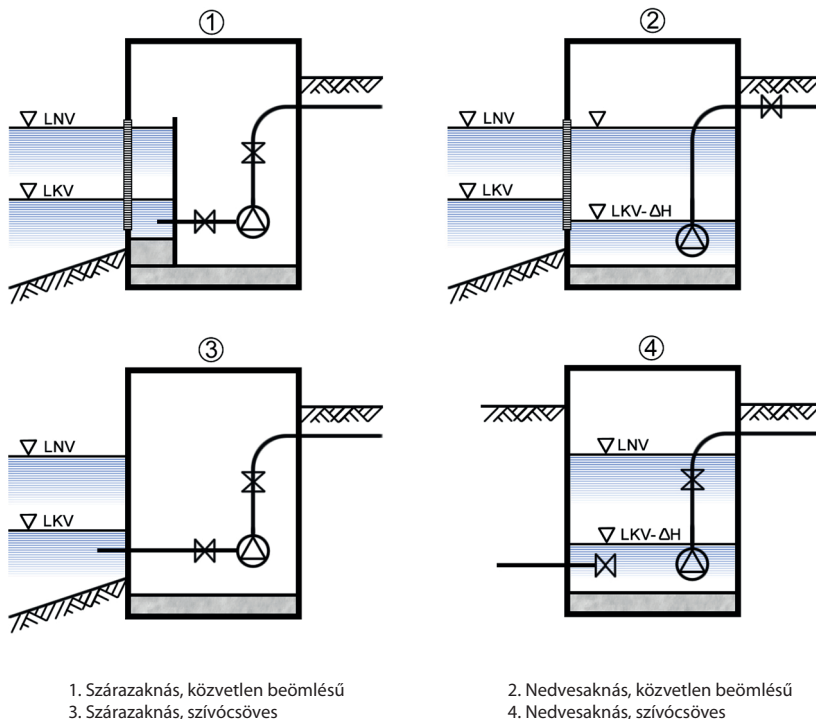 ①
LNV
LKV
②
LNV
LKV
LKV-ΔH
③
LNV
LKV
④
LNV
LKV-ΔH
1. Szárazaknás, közvetlen beömlésű
2. Nedvesaknás, közvetlen beömlésű
3. Szárazaknás, szívócsöves
4. Nedvesaknás, szívócsöves